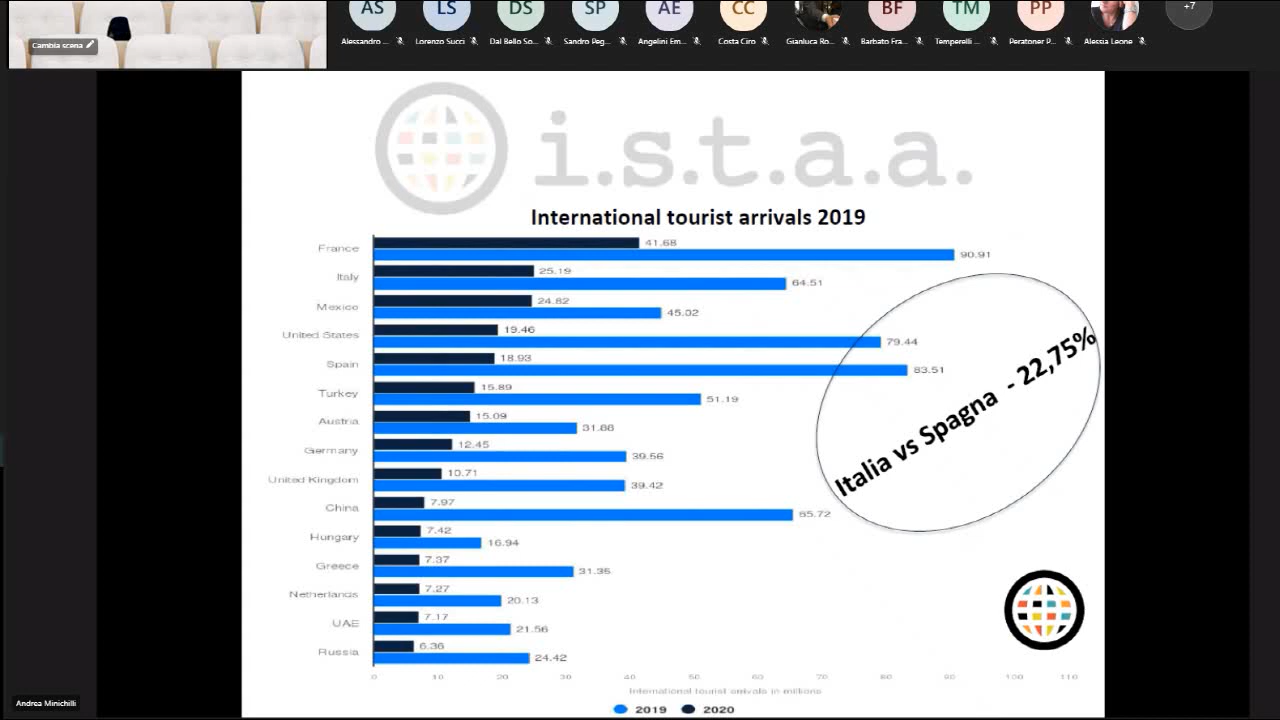 Cambia scena
AS LS DS SP AE CC BF TM PP +7
Alessandro ... Lorenzo Succi Dal Bello So... Sandro Peg... Angelini Em... Costa Ciro Gianluca Ro... Barbato Fra... Temperelli ... Peratoner P... Alessia Leone
i.s.t.a.a.
International tourist arrivals 2019
France 41.68
90.91
Italy 25.19
64.51
Mexico 24.82
45.02
United States 19.46
79.44
Spain 18.93
83.51
Turkey 15.89
51.19
Austria 15.09
31.88
Germany 12.45
39.56
United Kingdom 10.71
39.42
China 7.97
65.72
Hungary 7.42
16.94
Greece 7.37
31.35
Netherlands 7.27
20.13
UAE 7.17
21.56
Russia 6.36
24.42
Italia vs Spagna - 22,75%
0 10 20 30 40 50 60 70 80 90 100 110
International tourist arrivals in millions
2019 2020
Andrea Minichilli